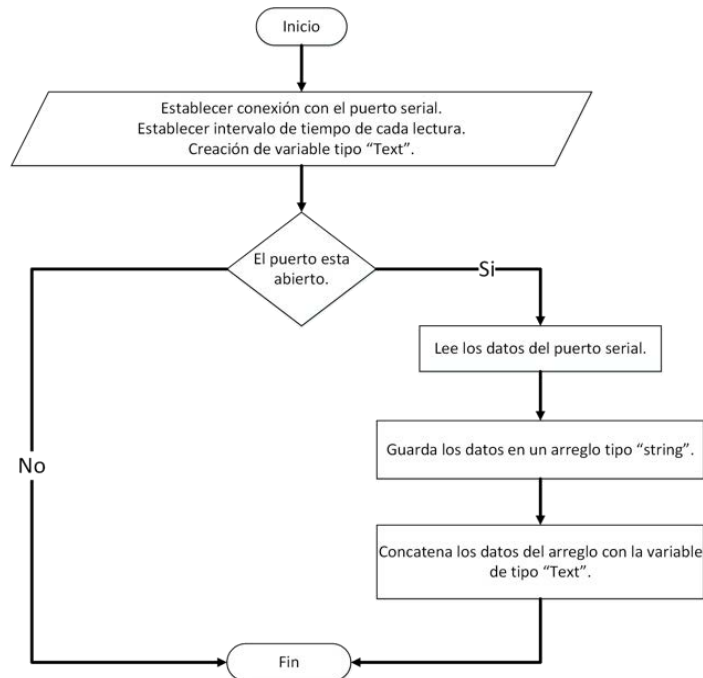 Inicio
Establecer conexión con el puerto serial.
Establecer intervalo de tiempo de cada lectura.
Creación de variable tipo “Text”.
El puerto esta
abierto.
Si
Lee los datos del puerto serial.
Guarda los datos en un arreglo tipo “string”.
No
Concatena los datos del arreglo con la variable
de tipo “Text”.
Fin